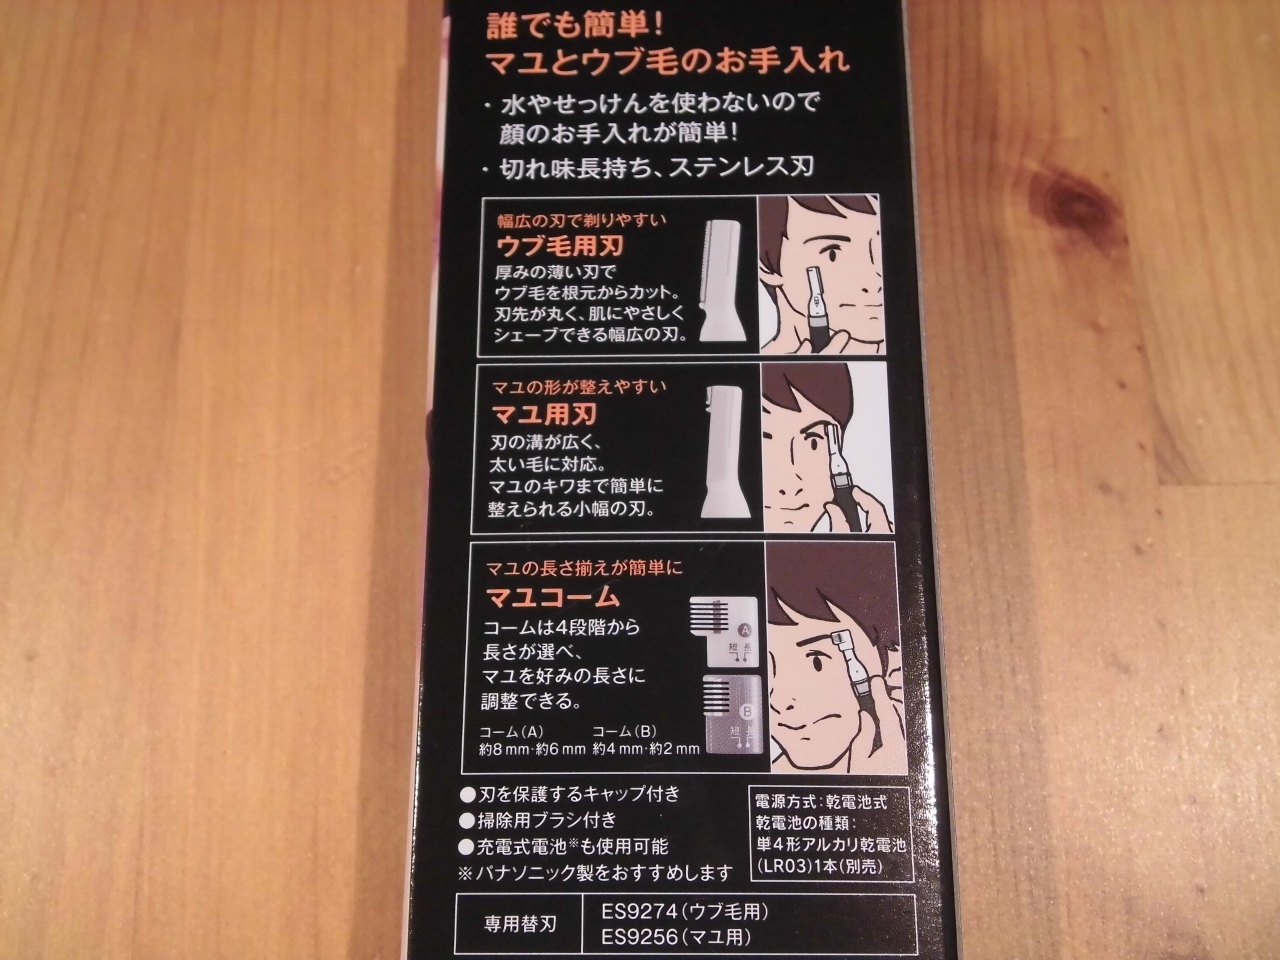 誰でも簡単!
マユとウブ毛のお手入れ
・水やせっけんを使わないので
顔のお手入れが簡単!
・切れ味長持ち、ステンレス刃
幅広の刃で剃りやすい
ウブ毛用刃
厚みの薄い刃で
ウブ毛を根元からカット。
刃先が丸く、肌にやさしく
シェーブできる幅広の刃。
マユの形が整えやすい
マユ用刃
刃の溝が広く、
太い毛に対応。
マユのキワまで簡単に
整えられる小幅の刃。
マユの長さ揃えが簡単に
マユコーム
コームは4段階から
長さが選べ、
マユを好みの長さに
調整できる。
A
短 長
B
短 長
コーム(A) コーム(B)
約8mm・約6mm 約4mm・約2mm
●刃を保護するキャップ付き
●掃除用ブラシ付き
●充電式電池※も使用可能
※パナソニック製をおすすめします
電源方式:乾電池式
乾電池の種類:
単4形アルカリ乾電池
(LR03)1本(別売)
専用替刃
ES9274(ウブ毛用)
ES9256(マユ用)